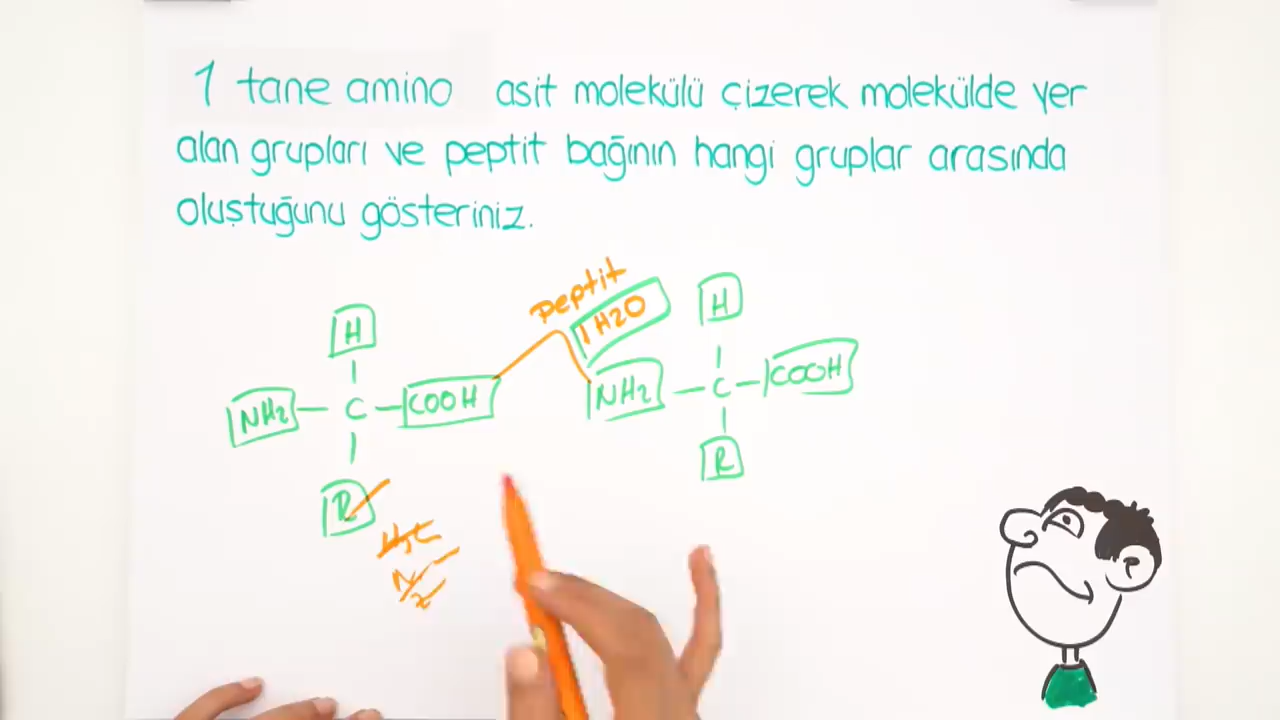 1 tane amino asit molekülü çizerek molekülde yer
alan grupları ve peptit bağının hangi gruplar arasında
oluştuğunu gösteriniz.
peptit
1 H2O
H
H
NH2 – C – COOH
NH2 – C – COOH
R
R